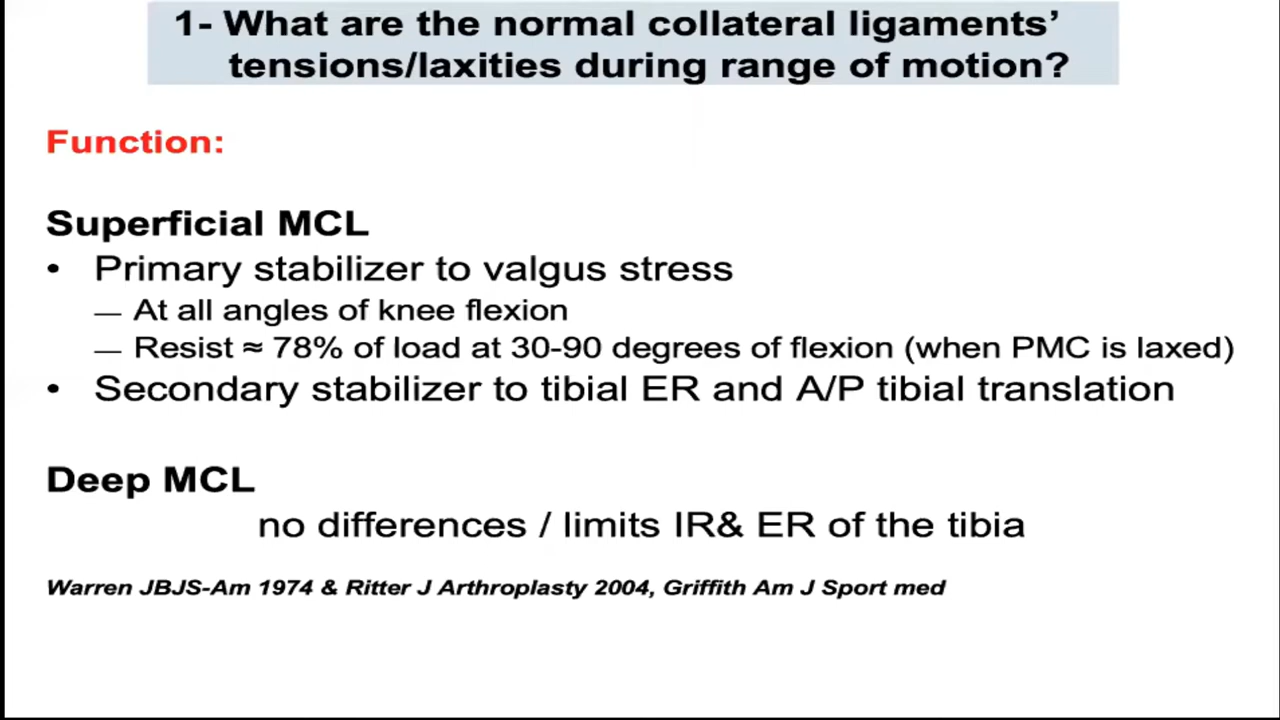 1- What are the normal collateral ligaments’
tensions/laxities during range of motion?
Function:
Superficial MCL
• Primary stabilizer to valgus stress
— At all angles of knee flexion
— Resist ≈ 78% of load at 30-90 degrees of flexion (when PMC is laxed)
• Secondary stabilizer to tibial ER and A/P tibial translation
Deep MCL
no differences / limits IR& ER of the tibia
Warren JBJS-Am 1974 & Ritter J Arthroplasty 2004, Griffith Am J Sport med